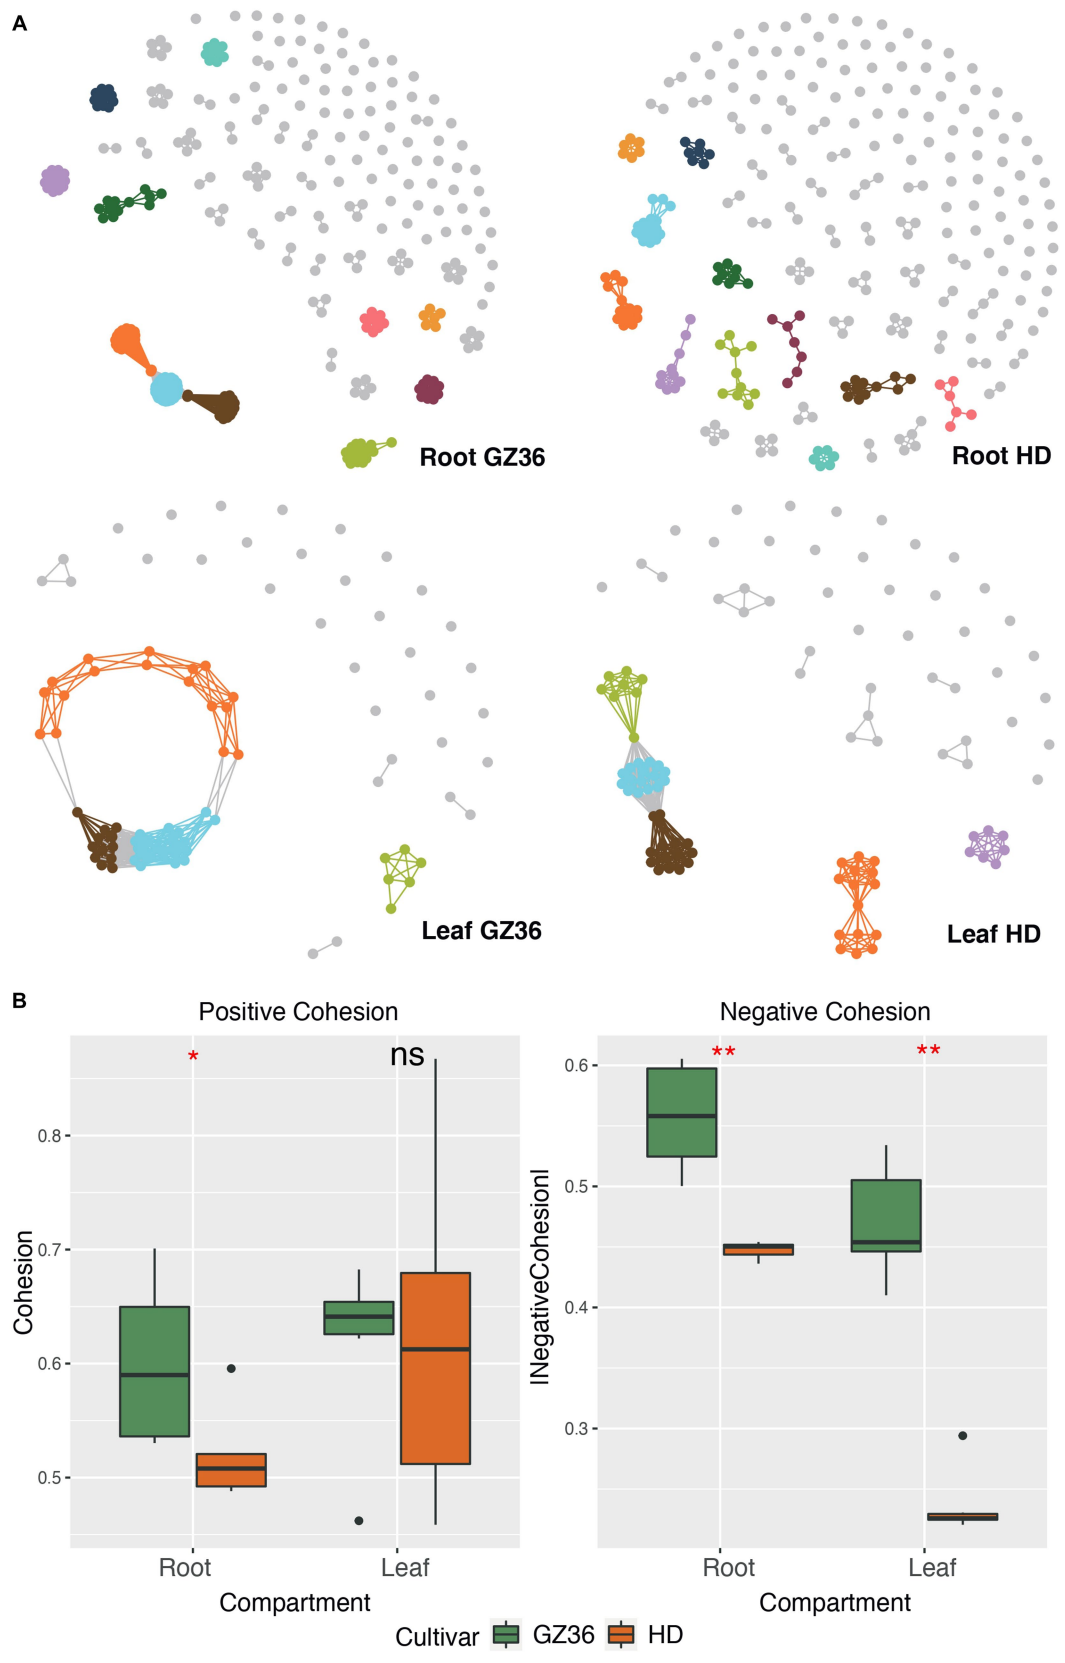 A
Root GZ36
Root HD
Leaf GZ36
Leaf HD
B
Positive Cohesion
Negative Cohesion
*
ns
**
**
0.8
0.7
0.6
0.5
Cohesion
0.6
0.5
0.4
0.3
|NegativeCohesion|
Root
Leaf
Root
Leaf
Compartment
Compartment
Cultivar GZ36 HD